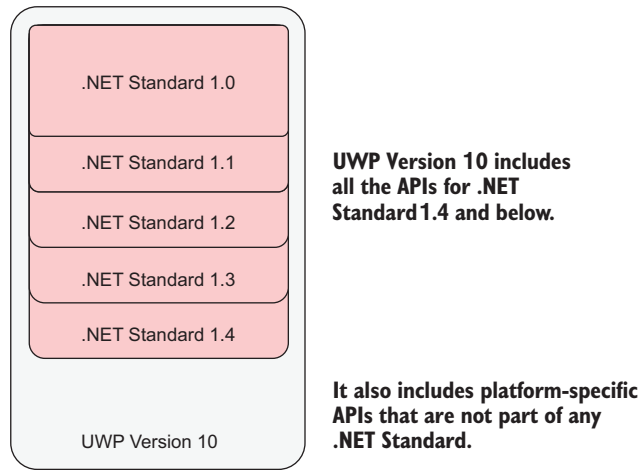 .NET Standard 1.0
.NET Standard 1.1
.NET Standard 1.2
.NET Standard 1.3
.NET Standard 1.4
UWP Version 10
UWP Version 10 includes
all the APIs for .NET
Standard1.4 and below.
It also includes platform-specific
APIs that are not part of any
.NET Standard.